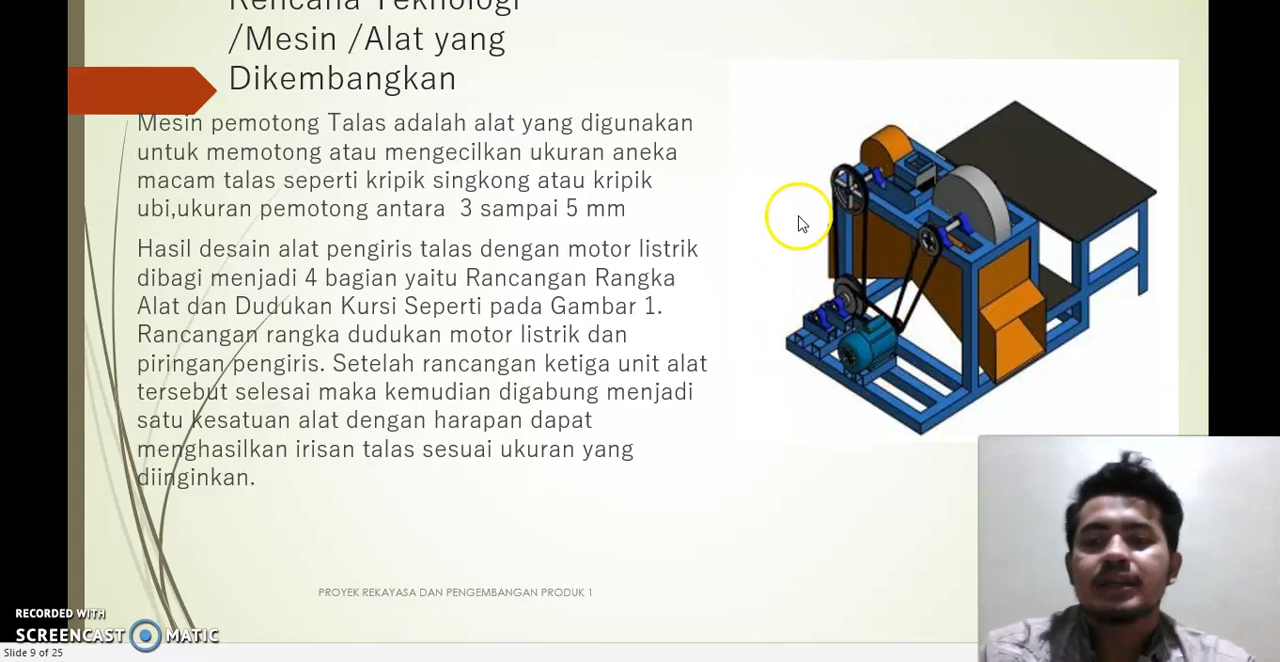 Rencana Teknologi
/Mesin /Alat yang
Dikembangkan
Mesin pemotong Talas adalah alat yang digunakan
untuk memotong atau mengecilkan ukuran aneka
macam talas seperti kripik singkong atau kripik
ubi,ukuran pemotong antara 3 sampai 5 mm
Hasil desain alat pengiris talas dengan motor listrik
dibagi menjadi 4 bagian yaitu Rancangan Rangka
Alat dan Dudukan Kursi Seperti pada Gambar 1.
Rancangan rangka dudukan motor listrik dan
piringan pengiris. Setelah rancangan ketiga unit alat
tersebut selesai maka kemudian digabung menjadi
satu kesatuan alat dengan harapan dapat
menghasilkan irisan talas sesuai ukuran yang
diinginkan.
PROYEK REKAYASA DAN PENGEMBANGAN PRODUK 1
RECORDED WITH
SCREENCAST MATIC
Slide 9 of 25